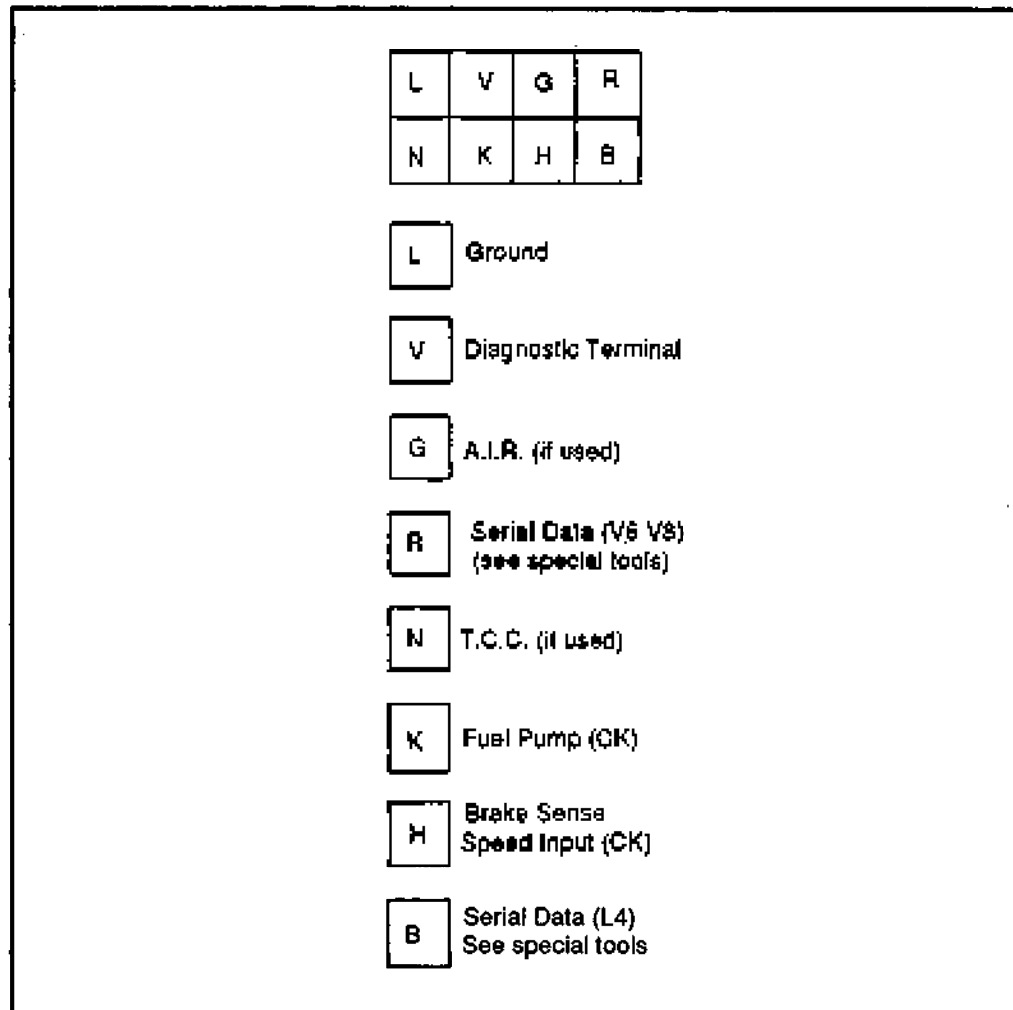 L V G R
N K H B
L Ground
V Diagnostic Terminal
G A.I.R. (if used)
R Serial Data (V6 V8)
(see special tools)
N T.C.C. (if used)
K Fuel Pump (CK)
H Brake Sense
Speed Input (CK)
B Serial Data (L4)
See special tools